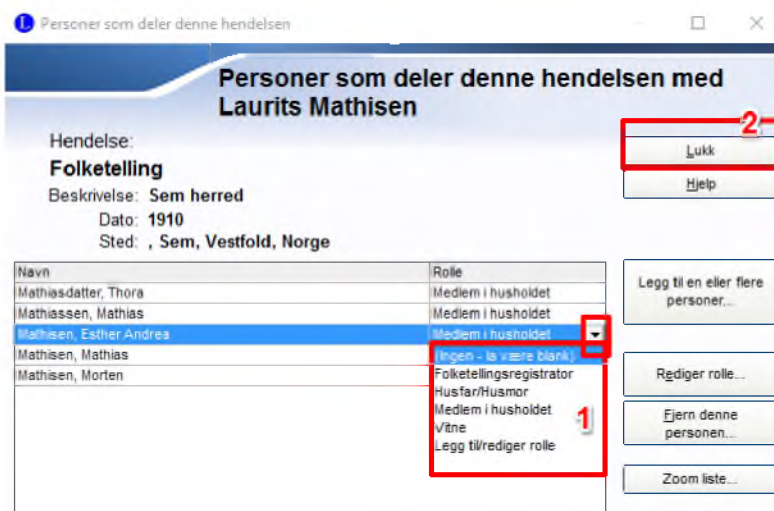 L Personer som deler denne hendelsen
Personer som deler denne hendelsen med
Laurits Mathisen
2
Hendelse:
Folketelling
Beskrivelse: Sem herred
Dato: 1910
Sted: , Sem, Vestfold, Norge
Lukk
Hjelp
Navn Rolle
Mathiasdatter, Thora Medlem i husholdet
Mathiassen, Mathias Medlem i husholdet
Mathisen, Esther Andrea Medlem i husholdet
Mathisen, Mathias
Mathisen, Morten
(Ingen - la være blank)
Folketellingsregistrator
Husfar/Husmor
Medlem i husholdet
Vitne
Legg til/rediger rolle
1
Legg til en eller flere
personer...
Rediger rolle...
Fjern denne
personen...
Zoom liste...